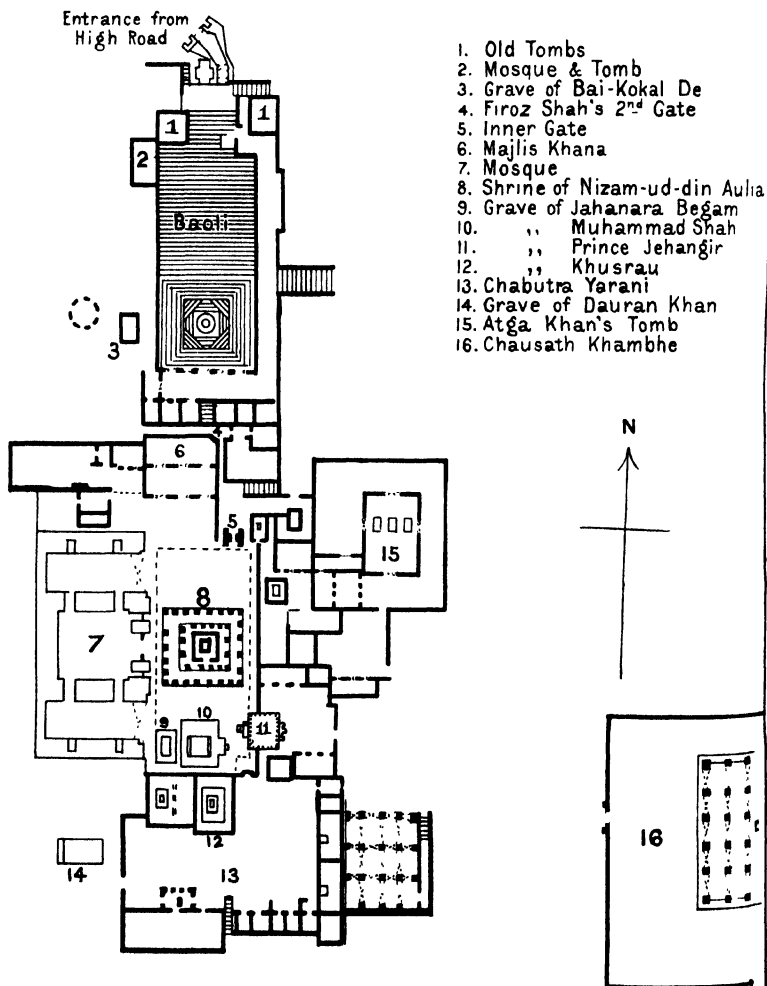 Entrance from
High Road
1. Old Tombs
2. Mosque & Tomb
3. Grave of Bai-Kokal De
4. Firoz Shah's 2nd Gate
5. Inner Gate
6. Majlis Khana
7. Mosque
8. Shrine of Nizam-ud-din Aulia
9. Grave of Jahanara Begam
10. ,, Muhammad Shah
11. ,, Prince Jehangir
12. ,, Khusrau
13. Chabutra Yarani
14. Grave of Dauran Khan
15. Atga Khan's Tomb
16. Chausath Khambhe
1
1
2
Baoli
3
4
6
N
5
15
8
7
9
10
11
12
16
14
13